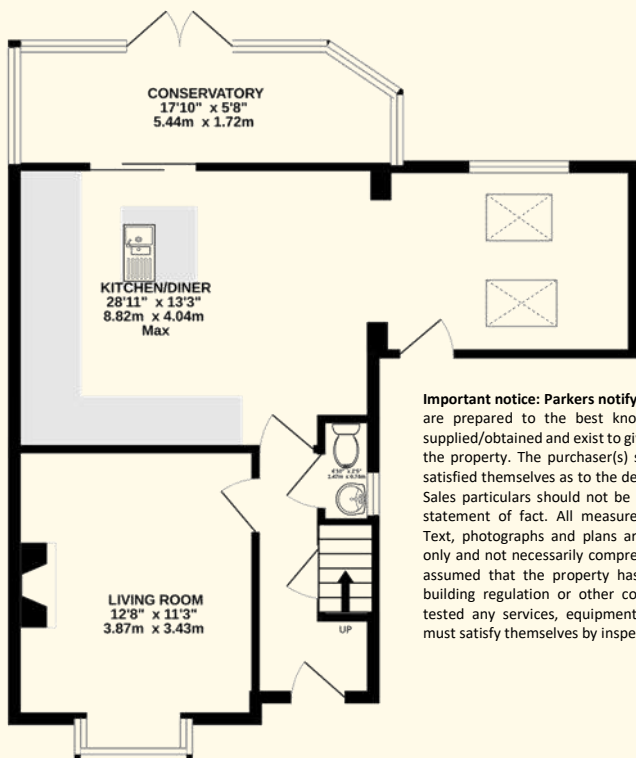 CONSERVATORY
17'10" x 5'8"
5.44m x 1.72m
KITCHEN/DINER
28'11" x 13'3"
8.82m x 4.04m
Max
LIVING ROOM
12'8" x 11'3"
3.87m x 3.43m
UP
Important notice: Parkers notify
are prepared to the best kno
supplied/obtained and exist to gi
the property. The purchaser(s) s
satisfied themselves as to the de
Sales particulars should not be
statement of fact. All measure
Text, photographs and plans ar
only and not necessarily compre
assumed that the property has
building regulation or other co
tested any services, equipment
must satisfy themselves by inspe